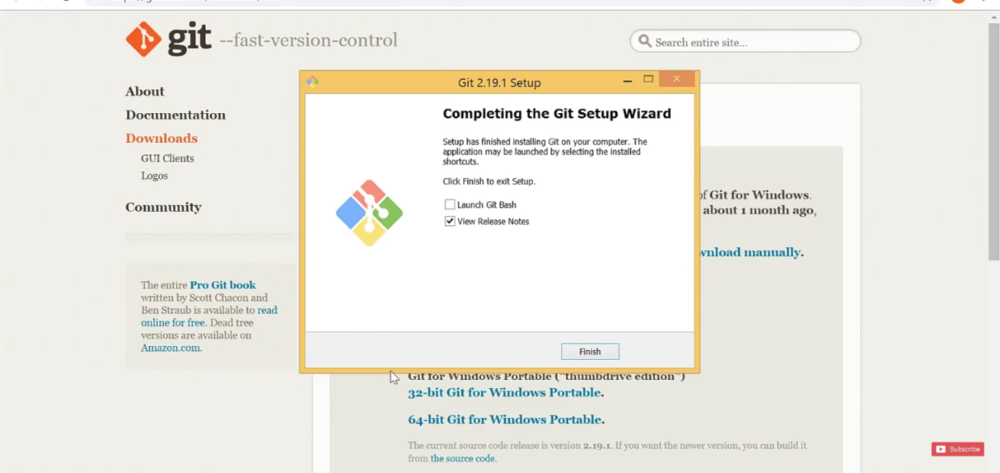 git --fast-version-control
Search entire site...
About
Documentation
Downloads
GUI Clients
Logos
Community
The entire Pro Git book
written by Scott Chacon and
Ben Straub is available to read
online for free. Dead tree
versions are available on
Amazon.com.
Git 2.19.1 Setup
Completing the Git Setup Wizard
Setup has finished installing Git on your computer. The
application may be launched by selecting the installed
shortcuts.
Click Finish to exit Setup.
Launch Git Bash
View Release Notes
Finish
of Git for Windows.
about 1 month ago,
manually.
Git for Windows Portable ("thumbdrive edition")
32-bit Git for Windows Portable.
64-bit Git for Windows Portable.
The current source code release is version 2.19.1. If you want the newer version, you can build it
from the source code.
Subscribe